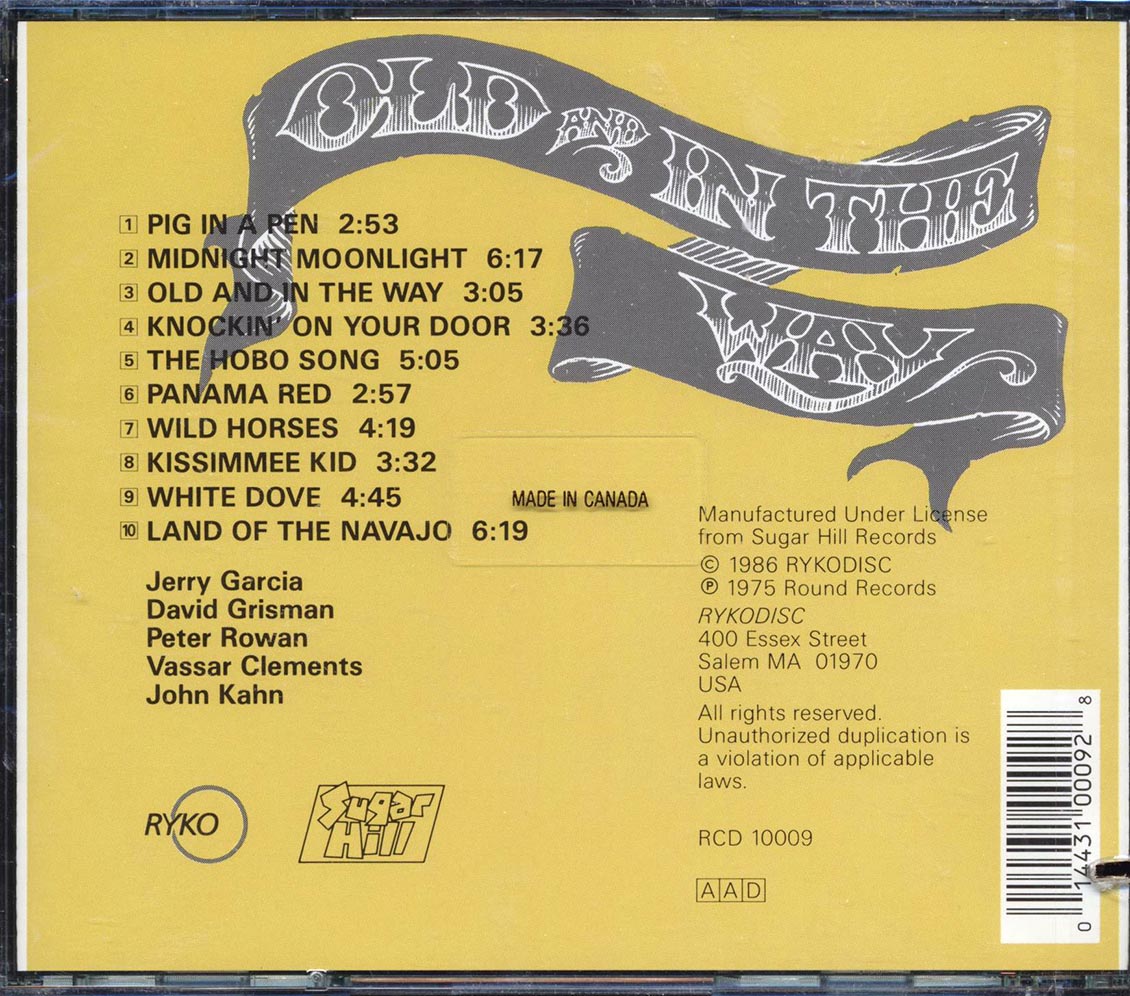 OLD AND IN THE
WAY
1 PIG IN A PEN 2:53
2 MIDNIGHT MOONLIGHT 6:17
3 OLD AND IN THE WAY 3:05
4 KNOCKIN' ON YOUR DOOR 3:36
5 THE HOBO SONG 5:05
6 PANAMA RED 2:57
7 WILD HORSES 4:19
8 KISSIMMEE KID 3:32
9 WHITE DOVE 4:45
10 LAND OF THE NAVAJO 6:19
Jerry Garcia
David Grisman
Peter Rowan
Vassar Clements
John Kahn
RYKO
Sugar
Hill
MADE IN CANADA
Manufactured Under License
from Sugar Hill Records
© 1986 RYKODISC
℗ 1975 Round Records
RYKODISC
400 Essex Street
Salem MA 01970
USA
All rights reserved.
Unauthorized duplication is
a violation of applicable
laws.
RCD 10009
AAD
0 14431 00092 8